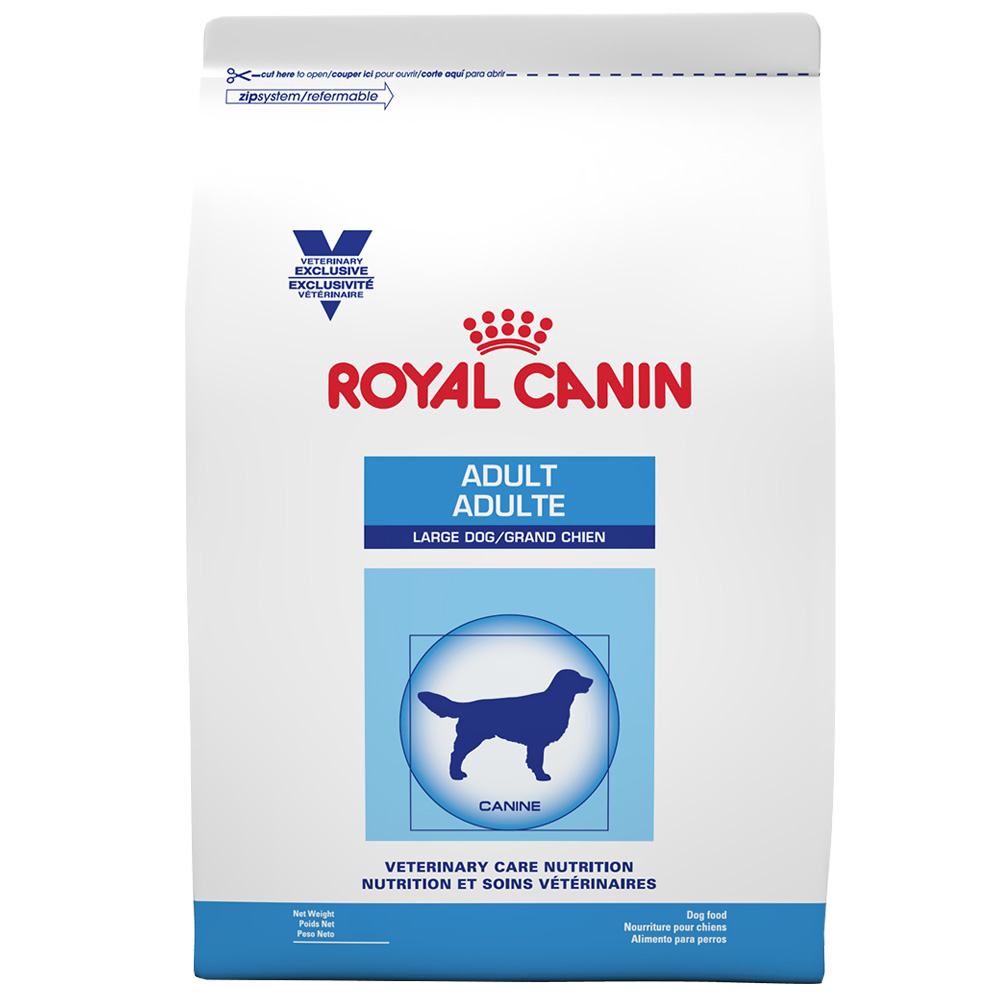 cut here to open/couper ici pour ouvrir/corte aquí para abrir
zipsystem/refermable
VETERINARY
EXCLUSIVE
EXCLUSIVITÉ
VÉTÉRINAIRE
ROYAL CANIN
ADULT
ADULTE
LARGE DOG/GRAND CHIEN
CANINE
VETERINARY CARE NUTRITION
NUTRITION ET SOINS VÉTÉRINAIRES
Net Weight
Poids Net
Peso Neto
Dog food
Nourriture pour chiens
Alimento para perros